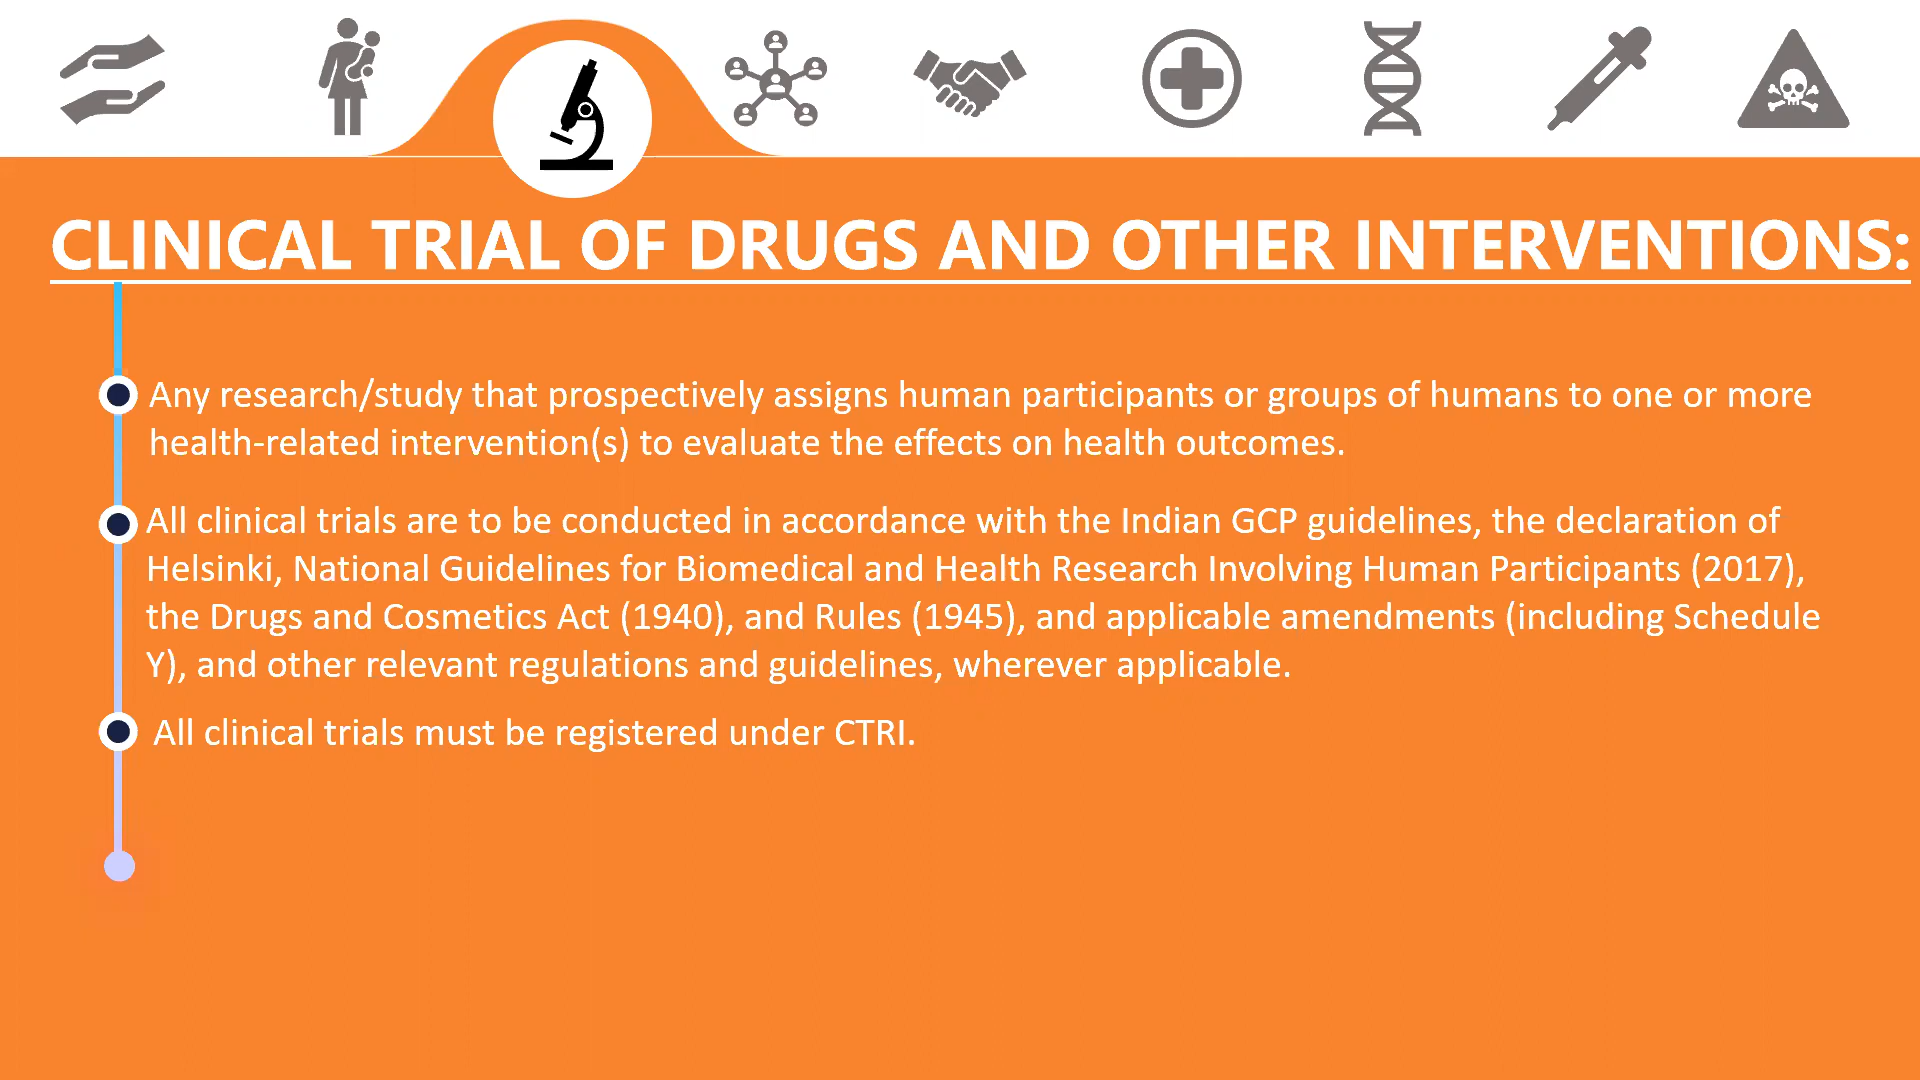 CLINICAL TRIAL OF DRUGS AND OTHER INTERVENTIONS:
Any research/study that prospectively assigns human participants or groups of humans to one or more
health-related intervention(s) to evaluate the effects on health outcomes.
All clinical trials are to be conducted in accordance with the Indian GCP guidelines, the declaration of
Helsinki, National Guidelines for Biomedical and Health Research Involving Human Participants (2017),
the Drugs and Cosmetics Act (1940), and Rules (1945), and applicable amendments (including Schedule
Y), and other relevant regulations and guidelines, wherever applicable.
All clinical trials must be registered under CTRI.